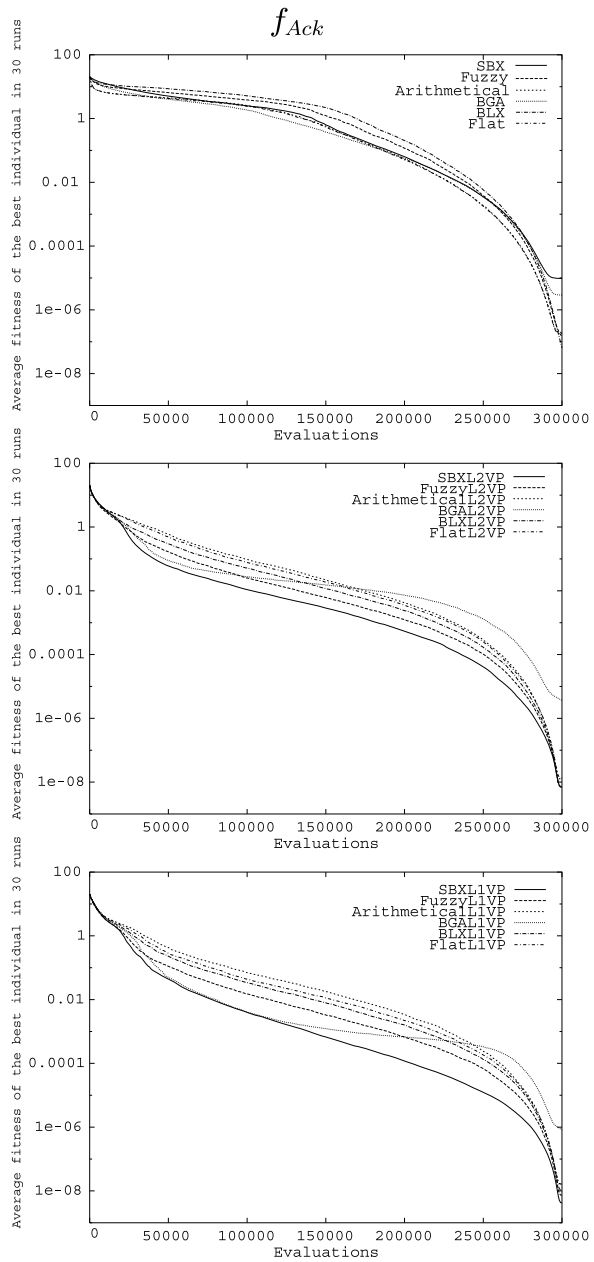 f_Ack
Average fitness of the best individual in 30 runs
100
1
0.01
0.0001
1e-06
1e-08
SBX
Fuzzy
Arithmetical
BGA
BLX
Flat
0 50000 100000 150000 200000 250000 300000
Evaluations
Average fitness of the best individual in 30 runs
100
1
0.01
0.0001
1e-06
1e-08
SBXL2VP
FuzzyL2VP
ArithmeticalL2VP
BGAL2VP
BLXL2VP
FlatL2VP
0 50000 100000 150000 200000 250000 300000
Evaluations
Average fitness of the best individual in 30 runs
100
1
0.01
0.0001
1e-06
1e-08
SBXL1VP
FuzzyL1VP
ArithmeticalL1VP
BGAL1VP
BLXL1VP
FlatL1VP
0 50000 100000 150000 200000 250000 300000
Evaluations